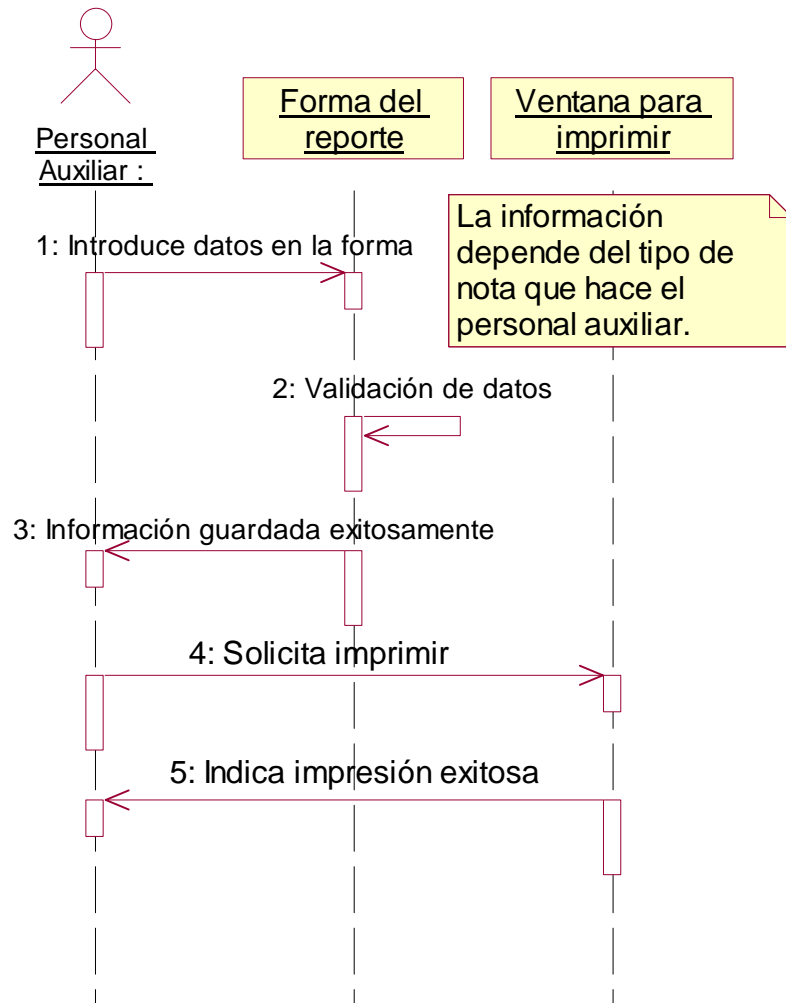 Personal
Auxiliar :
Forma del
reporte
Ventana para
imprimir
La información
depende del tipo de
nota que hace el
personal auxiliar.
1: Introduce datos en la forma
2: Validación de datos
3: Información guardada exitosamente
4: Solicita imprimir
5: Indica impresión exitosa